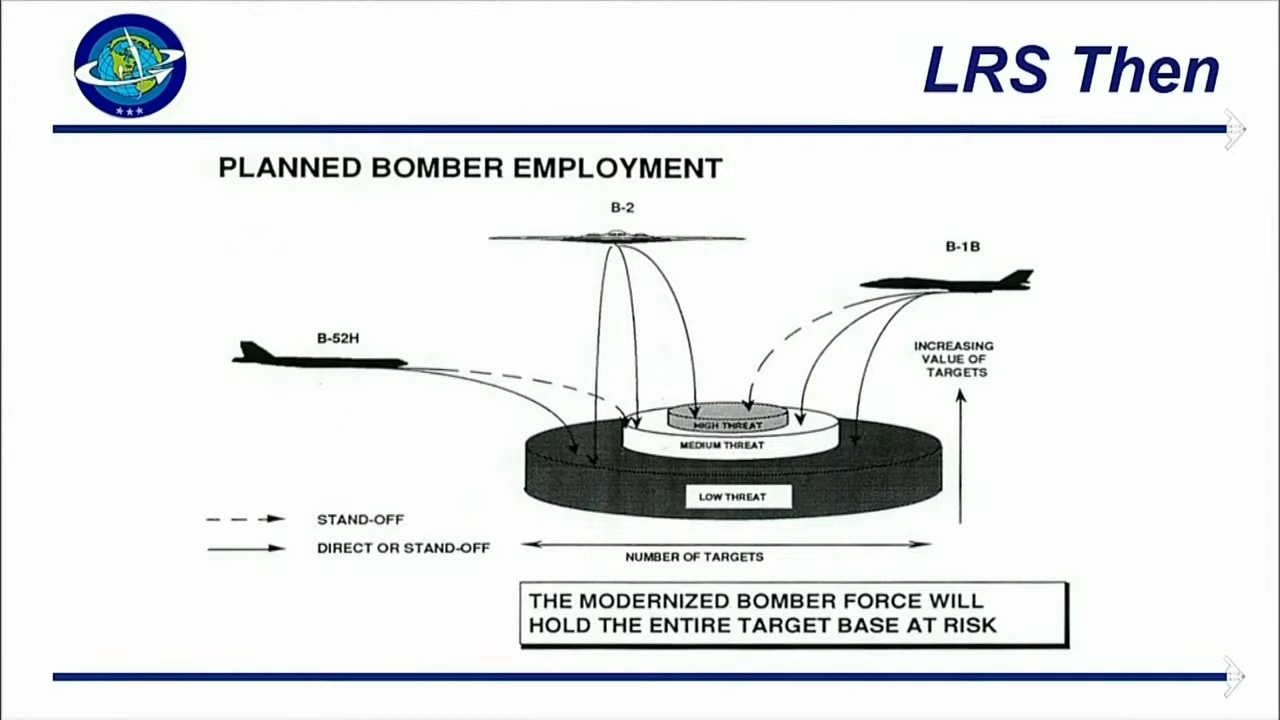 LRS Then
PLANNED BOMBER EMPLOYMENT
B-2
B-1B
B-52H
INCREASING
VALUE OF
TARGETS
HIGH THREAT
MEDIUM THREAT
LOW THREAT
STAND-OFF
DIRECT OR STAND-OFF
NUMBER OF TARGETS
THE MODERNIZED BOMBER FORCE WILL
HOLD THE ENTIRE TARGET BASE AT RISK